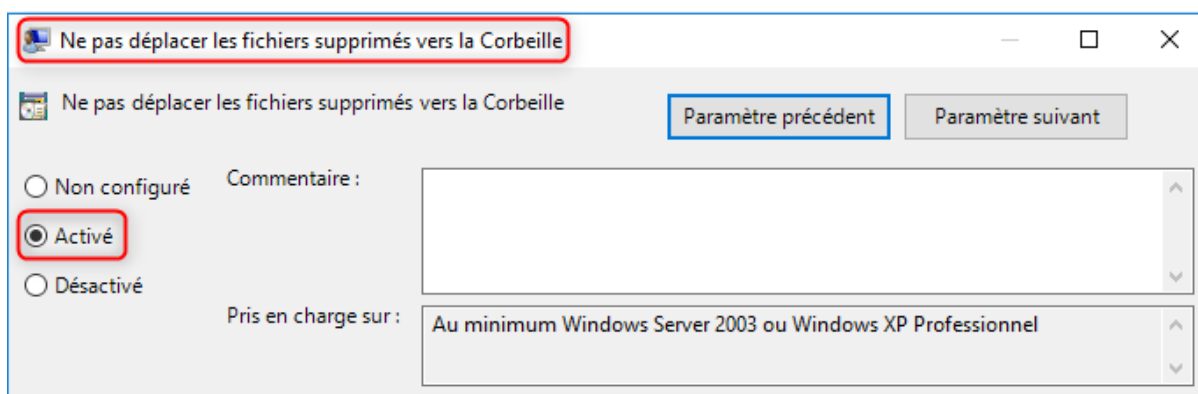 Ne pas déplacer les fichiers supprimés vers la Corbeille
Ne pas déplacer les fichiers supprimés vers la Corbeille
Paramètre précédent
Paramètre suivant
Non configuré
Commentaire :
Activé
Désactivé
Pris en charge sur :
Au minimum Windows Server 2003 ou Windows XP Professionnel